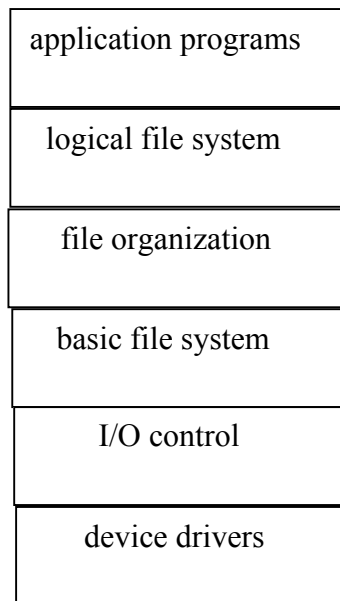 application programs
logical file system
file organization
basic file system
I/O control
device drivers